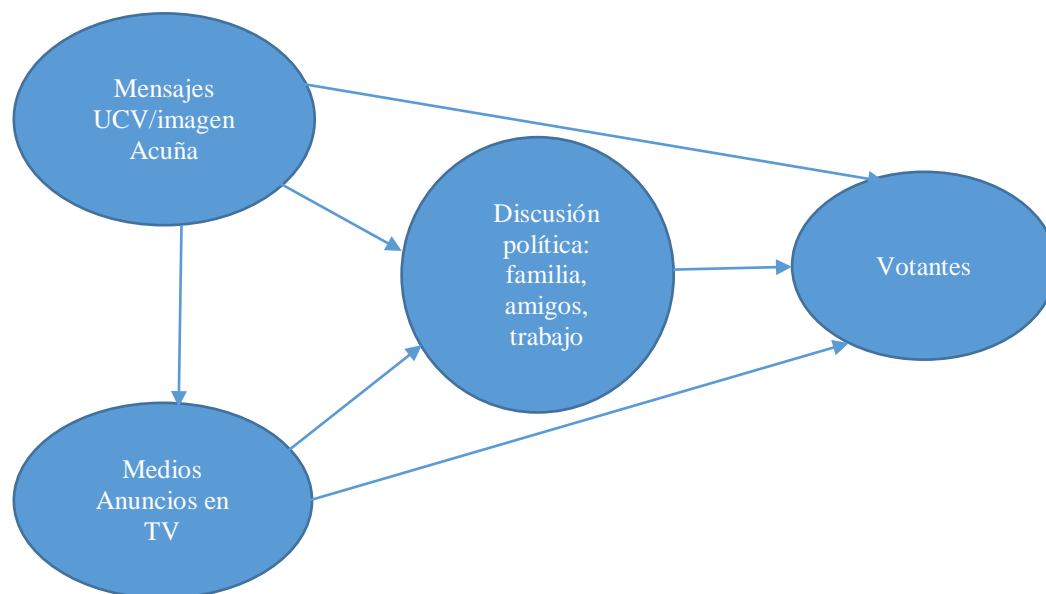 Mensajes
UCV/imagen
Acuña
Discusión
política:
familia,
amigos,
trabajo
Votantes
Medios
Anuncios en
TV